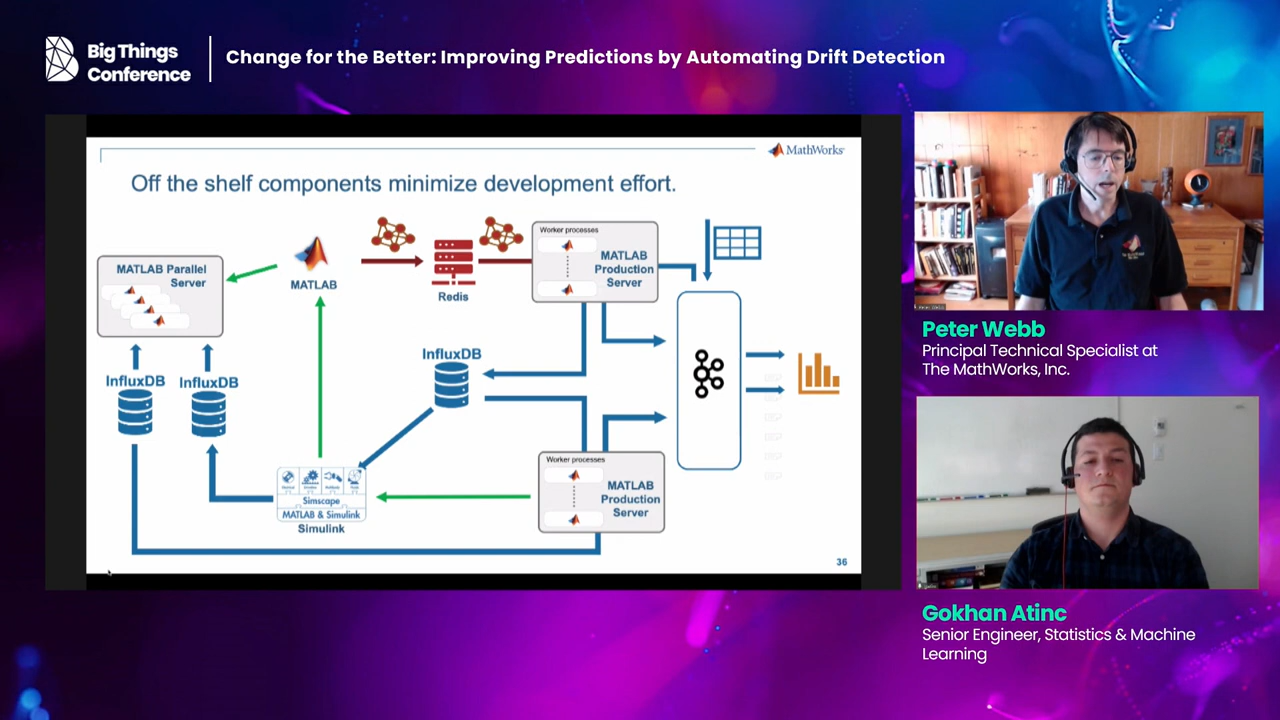 Big Things
Conference
Change for the Better: Improving Predictions by Automating Drift Detection
MathWorks
Off the shelf components minimize development effort.
MATLAB Parallel
Server
MATLAB
Redis
Worker processes
MATLAB
Production
Server
InfluxDB
InfluxDB
InfluxDB
Simscape
MATLAB & Simulink
Simulink
Worker processes
MATLAB
Production
Server
36
Peter Webb
Principal Technical Specialist at
The MathWorks, Inc.
Gokhan Atinc
Senior Engineer, Statistics & Machine
Learning